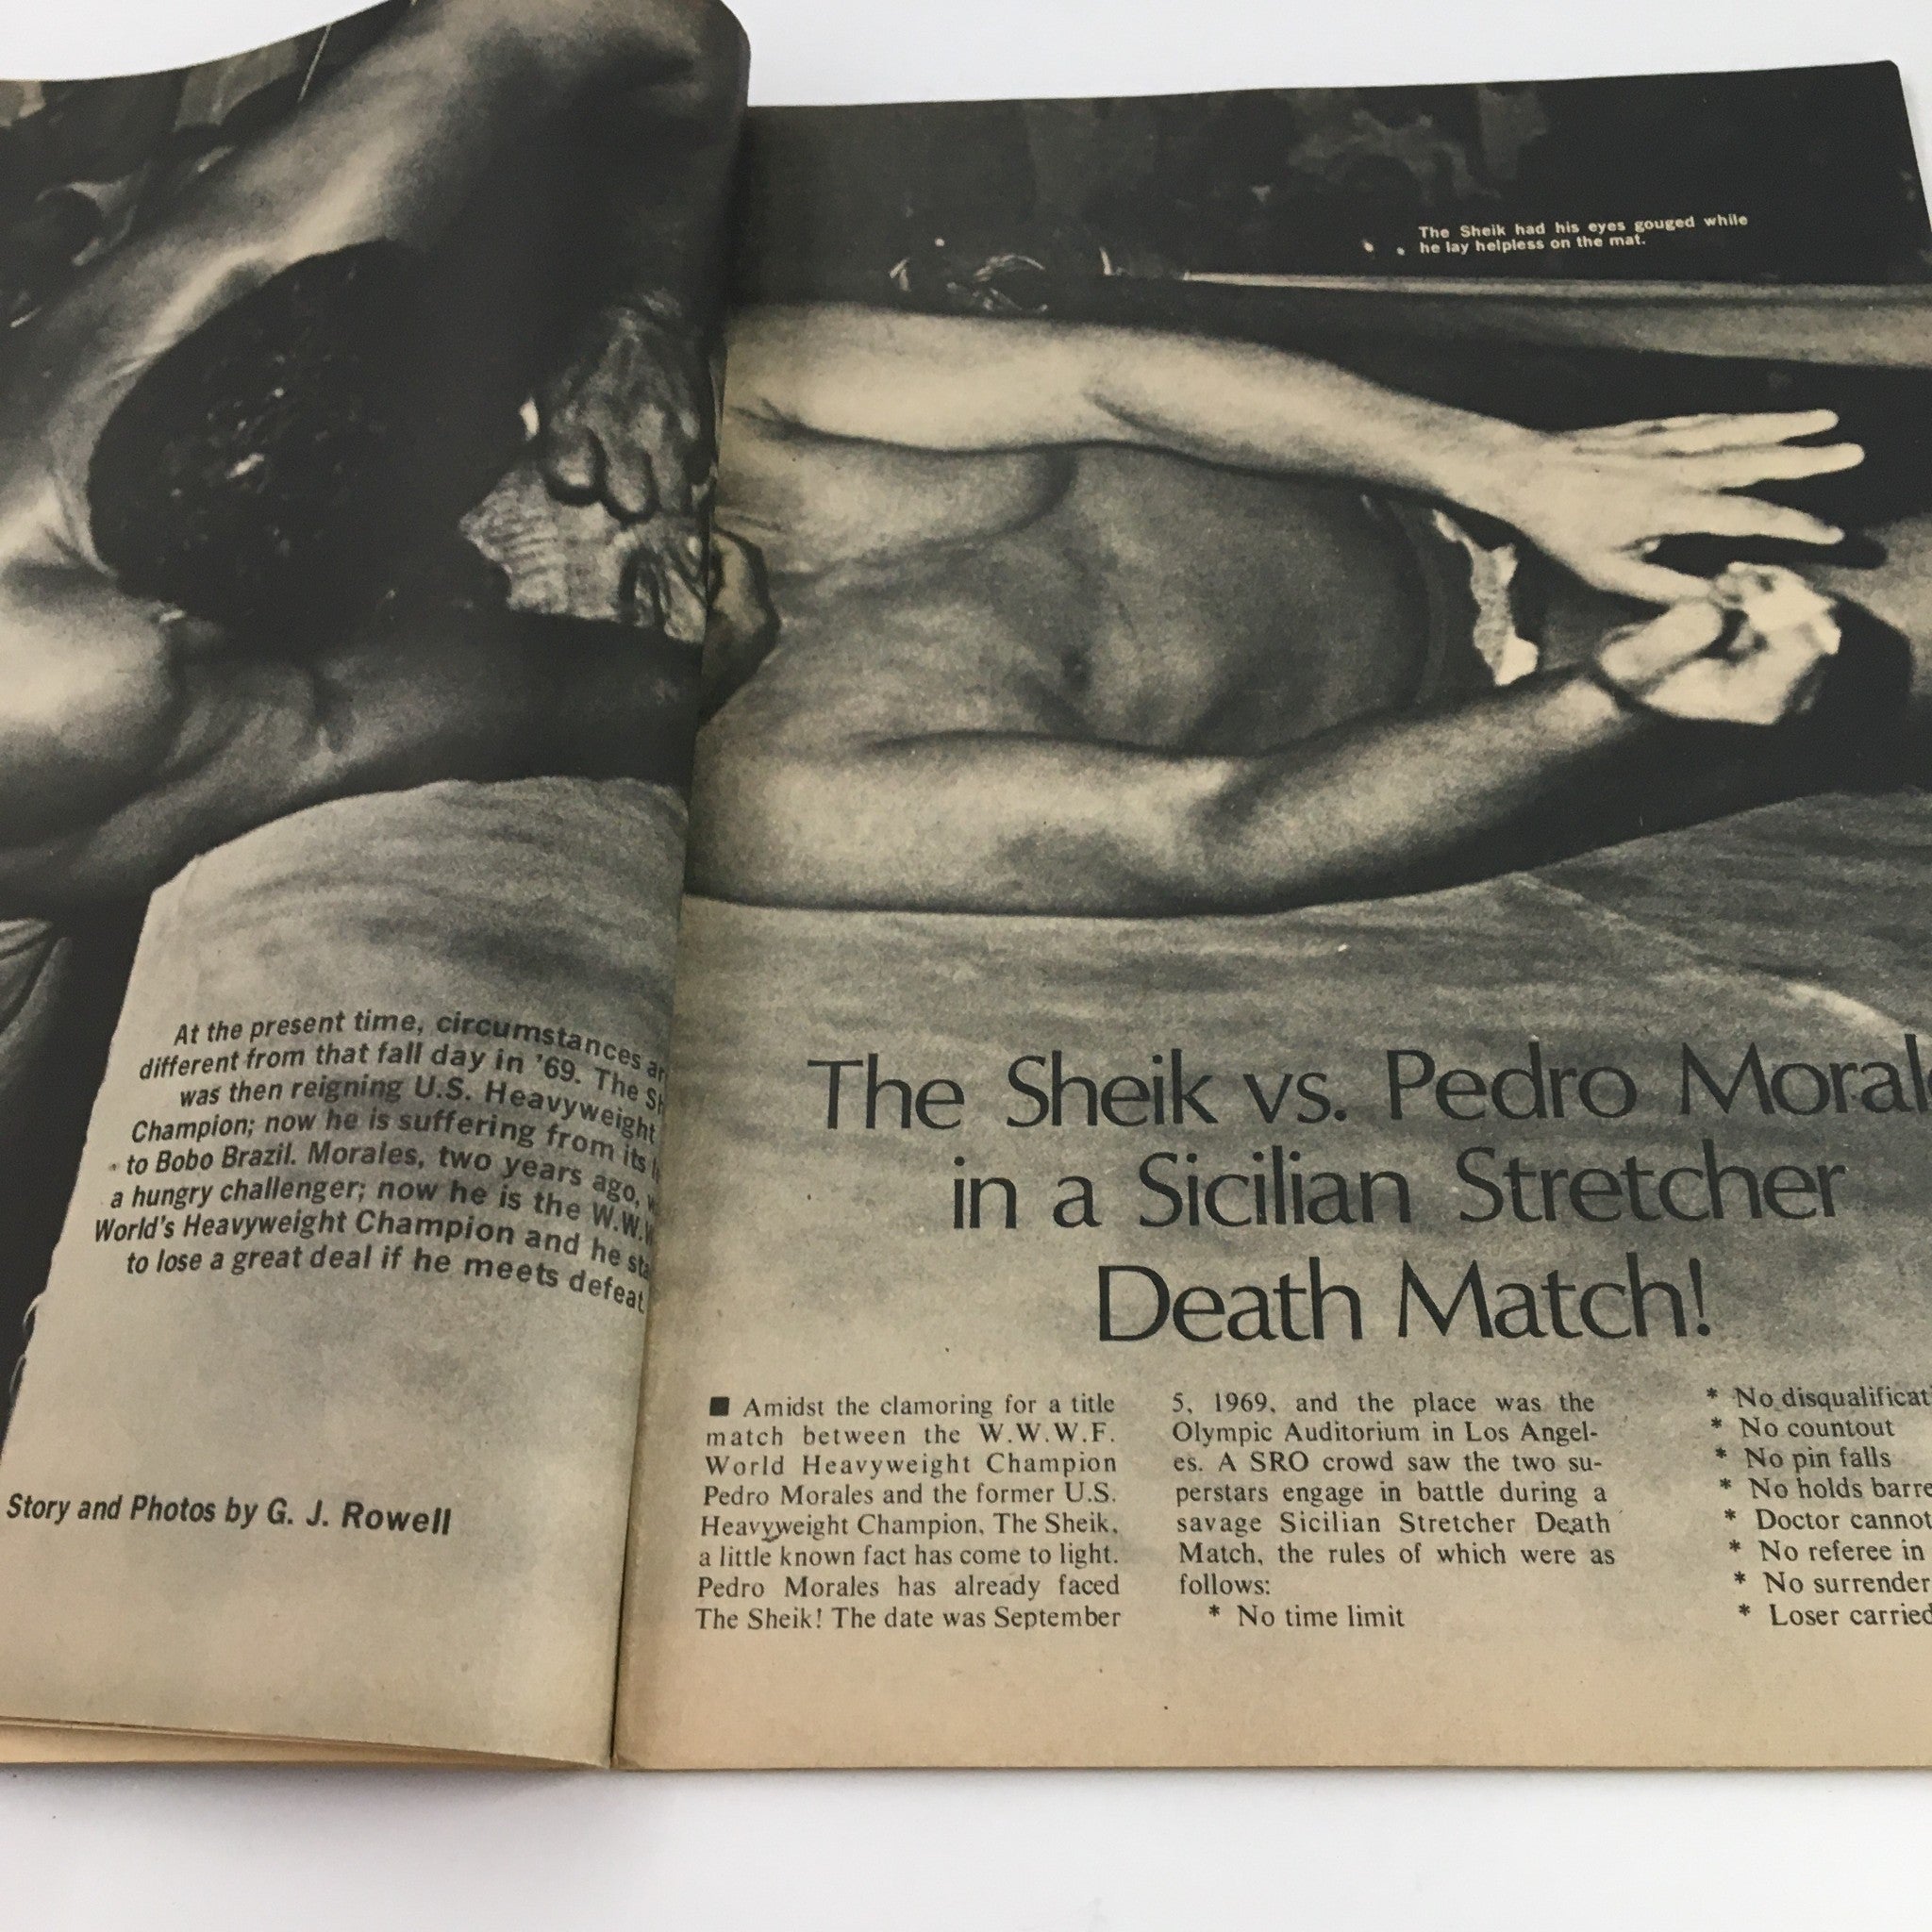 The Sheik had his eyes gouged while
he lay helpless on the mat.
At the present time, circumstances
different from that fall day in '69. The
was then reigning U.S. Heavyweight
Champion; now he is suffering from its
to Bobo Brazil. Morales, two years ago,
a hungry challenger; now he is the
World's Heavyweight Champion and he
to lose a great deal if he meets defeat
Story and Photos by G. J. Rowell
The Sheik vs. Pedro
in a Sicilian Stretcher
Death Match!
■ Amidst the clamoring for a title
match between the W.W.W.F.
World Heavyweight Champion
Pedro Morales and the former U.S.
Heavyweight Champion, The Sheik,
a little known fact has come to light.
Pedro Morales has already faced
The Sheik! The date was September
5, 1969, and the place was the
Olympic Auditorium in Los Angel-
es. A SRO crowd saw the two su-
perstars engage in battle during a
savage Sicilian Stretcher Death
Match, the rules of which were as
follows:
* No time limit
* No
* No countout
* No pin falls
* No holds
* Doctor cannot
* No referee in
* No surrender
* Loser carried